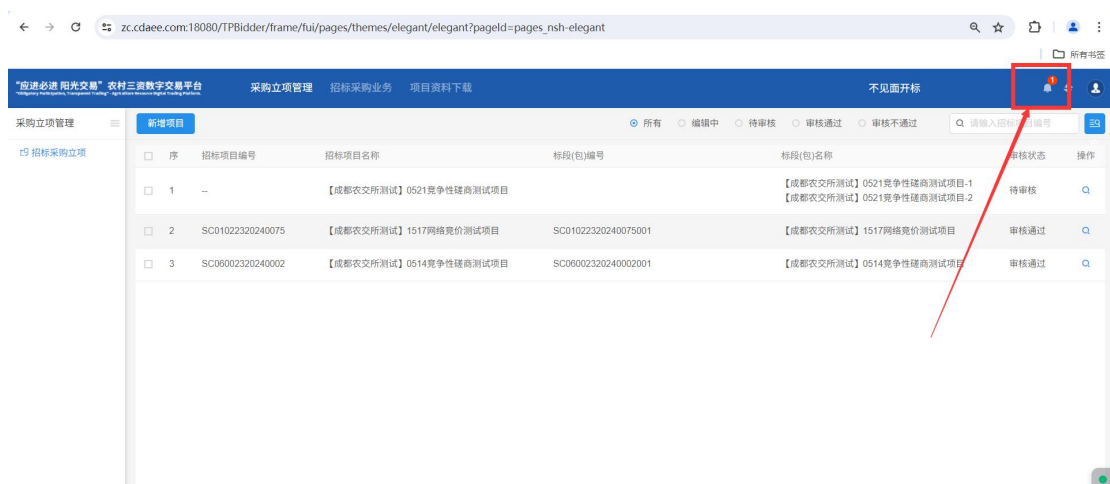 zc.cdaee.com:18080/TPBidder/frame/fui/pages/themes/elegant/elegant?pageId=pages_nsh-elegant
所有书签
“应进必进 阳光交易”农村三资数字交易平台 采购立项管理 招标采购业务 项目资料下载 不见面开标 1
采购立项管理 新增项目 所有 编辑中 待审核 审核通过 审核不通过
招标采购立项 序 招标项目编号 招标项目名称 标段(包)编号 标段(包)名称 审核状态 操作
1 -- 【成都农交所测试】0521竞争性磋商测试项目 【成都农交所测试】0521竞争性磋商测试项目-1 待审核
【成都农交所测试】0521竞争性磋商测试项目-2
2 SC01022320240075 【成都农交所测试】1517网络竞价测试项目 SC01022320240075001 【成都农交所测试】1517网络竞价测试项目 审核通过
3 SC06002320240002 【成都农交所测试】0514竞争性磋商测试项目 SC06002320240002001 【成都农交所测试】0514竞争性磋商测试项目 审核通过